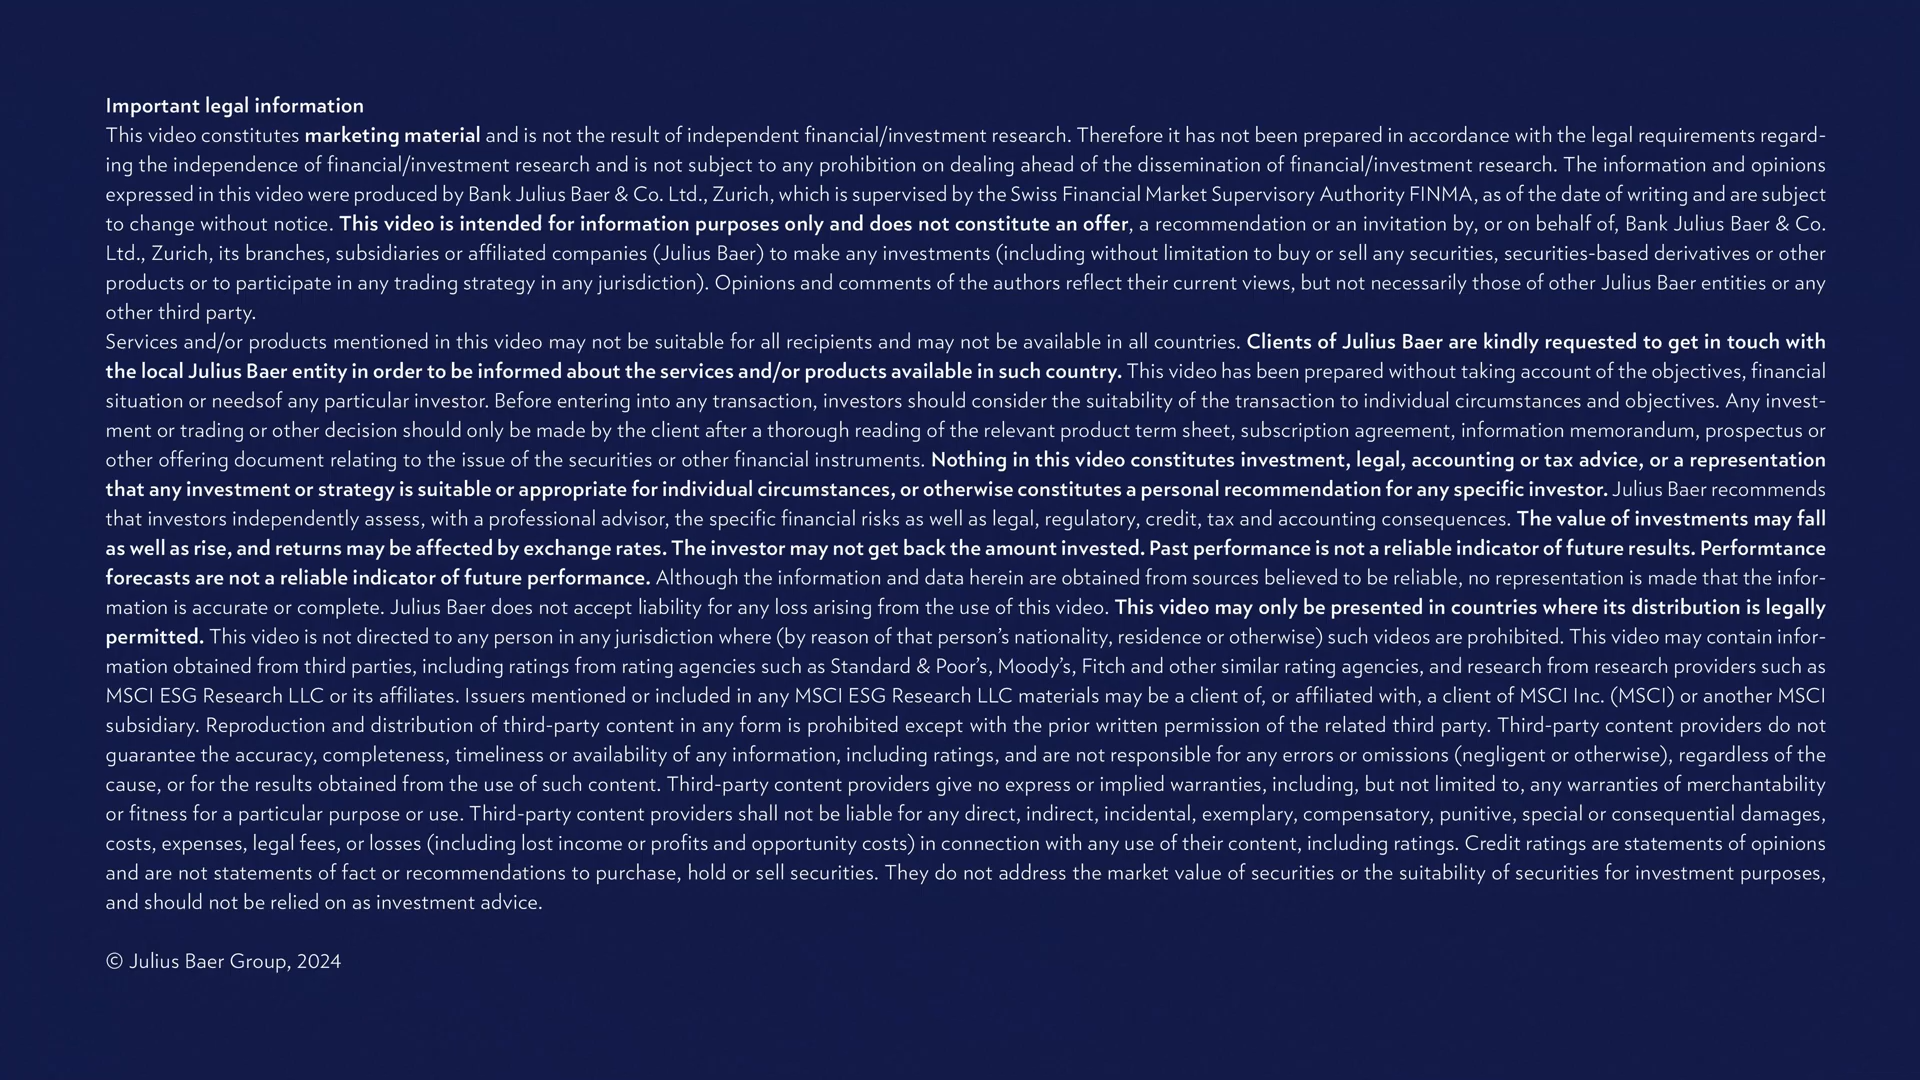 Important legal information
This video constitutes marketing material and is not the result of independent financial/investment research. Therefore it has not been prepared in accordance with the legal requirements regard-
ing the independence of financial/investment research and is not subject to any prohibition on dealing ahead of the dissemination of financial/investment research. The information and opinions
expressed in this video were produced by Bank Julius Baer & Co. Ltd., Zurich, which is supervised by the Swiss Financial Market Supervisory Authority FINMA, as of the date of writing and are subject
to change without notice. This video is intended for information purposes only and does not constitute an offer, a recommendation or an invitation by, or on behalf of, Bank Julius Baer & Co.
Ltd., Zurich, its branches, subsidiaries or affiliated companies (Julius Baer) to make any investments (including without limitation to buy or sell any securities, securities-based derivatives or other
products or to participate in any trading strategy in any jurisdiction). Opinions and comments of the authors reflect their current views, but not necessarily those of other Julius Baer entities or any
other third party.
Services and/or products mentioned in this video may not be suitable for all recipients and may not be available in all countries. Clients of Julius Baer are kindly requested to get in touch with
the local Julius Baer entity in order to be informed about the services and/or products available in such country. This video has been prepared without taking account of the objectives, financial
situation or needsof any particular investor. Before entering into any transaction, investors should consider the suitability of the transaction to individual circumstances and objectives. Any invest-
ment or trading or other decision should only be made by the client after a thorough reading of the relevant product term sheet, subscription agreement, information memorandum, prospectus or
other offering document relating to the issue of the securities or other financial instruments. Nothing in this video constitutes investment, legal, accounting or tax advice, or a representation
that any investment or strategy is suitable or appropriate for individual circumstances, or otherwise constitutes a personal recommendation for any specific investor. Julius Baer recommends
that investors independently assess, with a professional advisor, the specific financial risks as well as legal, regulatory, credit, tax and accounting consequences. The value of investments may fall
as well as rise, and returns may be affected by exchange rates. The investor may not get back the amount invested. Past performance is not a reliable indicator of future results. Performtance
forecasts are not a reliable indicator of future performance. Although the information and data herein are obtained from sources believed to be reliable, no representation is made that the infor-
mation is accurate or complete. Julius Baer does not accept liability for any loss arising from the use of this video. This video may only be presented in countries where its distribution is legally
permitted. This video is not directed to any person in any jurisdiction where (by reason of that person’s nationality, residence or otherwise) such videos are prohibited. This video may contain infor-
mation obtained from third parties, including ratings from rating agencies such as Standard & Poor’s, Moody’s, Fitch and other similar rating agencies, and research from research providers such as
MSCI ESG Research LLC or its affiliates. Issuers mentioned or included in any MSCI ESG Research LLC materials may be a client of, or affiliated with, a client of MSCI Inc. (MSCI) or another MSCI
subsidiary. Reproduction and distribution of third-party content in any form is prohibited except with the prior written permission of the related third party. Third-party content providers do not
guarantee the accuracy, completeness, timeliness or availability of any information, including ratings, and are not responsible for any errors or omissions (negligent or otherwise), regardless of the
cause, or for the results obtained from the use of such content. Third-party content providers give no express or implied warranties, including, but not limited to, any warranties of merchantability
or fitness for a particular purpose or use. Third-party content providers shall not be liable for any direct, indirect, incidental, exemplary, compensatory, punitive, special or consequential damages,
costs, expenses, legal fees, or losses (including lost income or profits and opportunity costs) in connection with any use of their content, including ratings. Credit ratings are statements of opinions
and are not statements of fact or recommendations to purchase, hold or sell securities. They do not address the market value of securities or the suitability of securities for investment purposes,
and should not be relied on as investment advice.
© Julius Baer Group, 2024